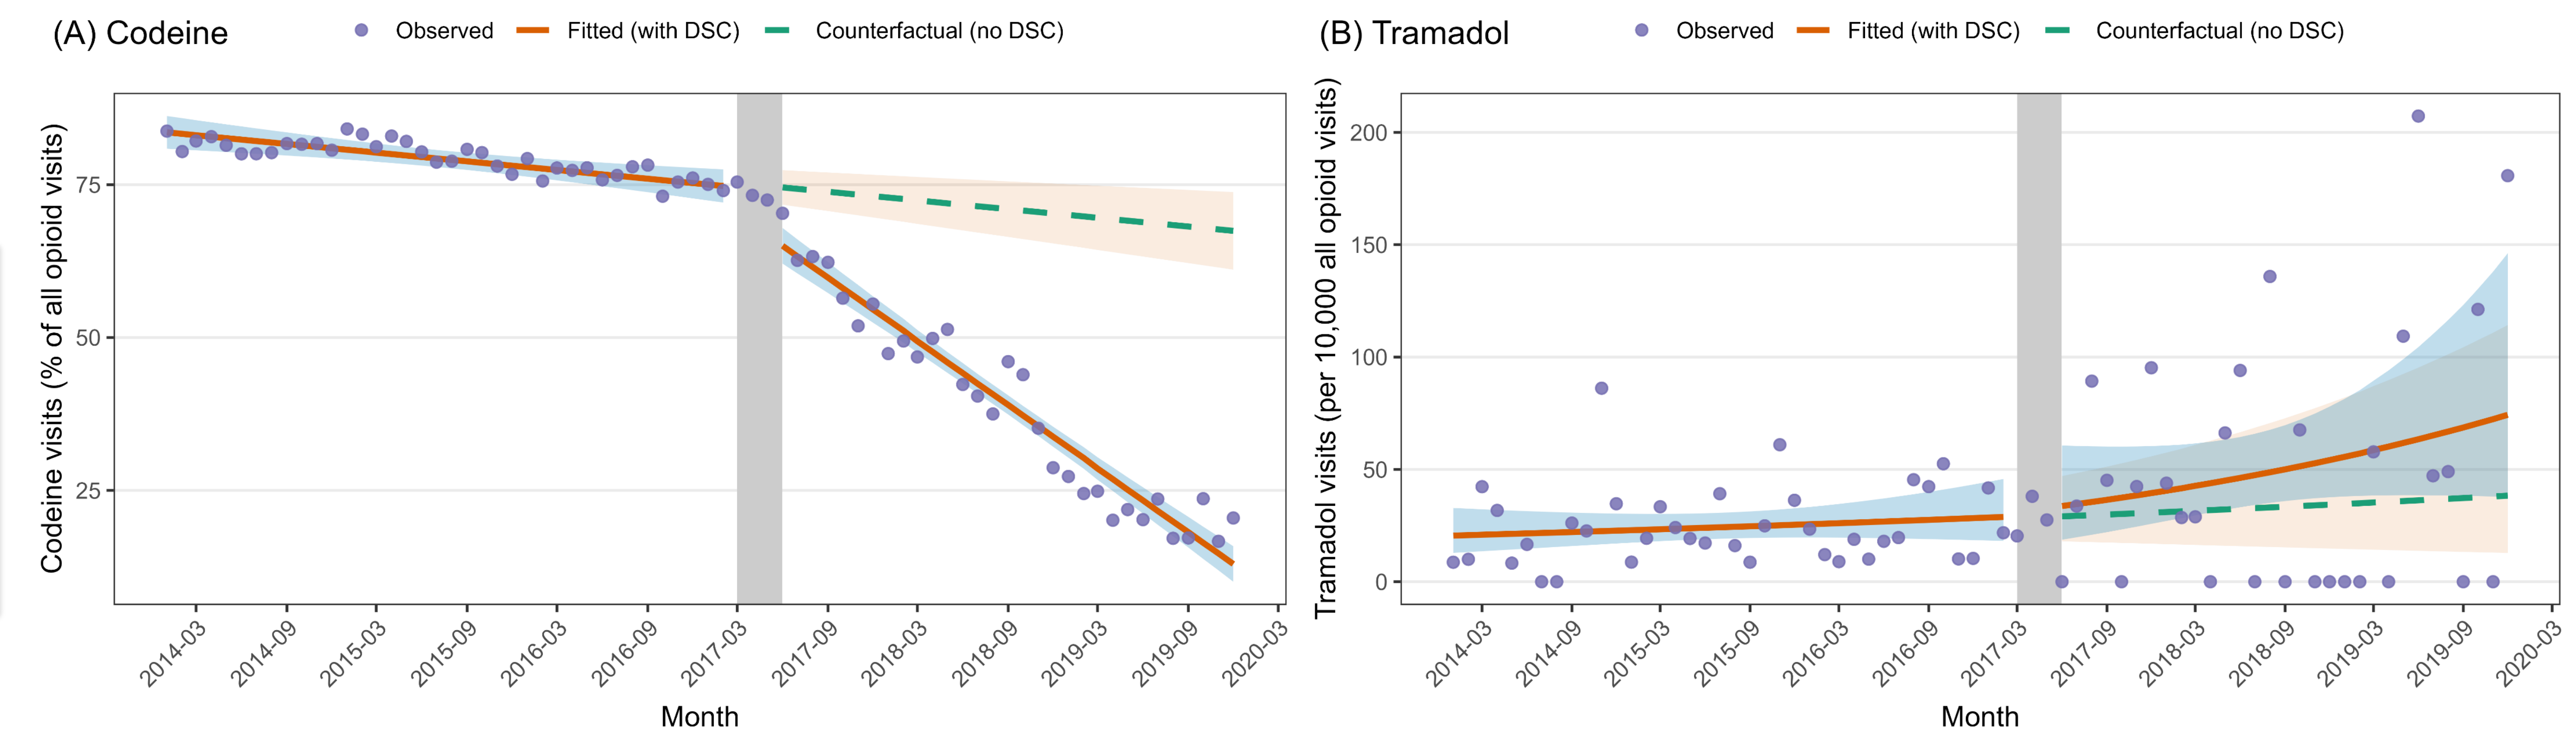 (A) Codeine
Observed
Fitted (with DSC)
Counterfactual (no DSC)
Codeine visits (% of all opioid visits)
75
50
25
2014-03
2014-09
2015-03
2015-09
2016-03
2016-09
2017-03
2017-09
2018-03
2018-09
2019-03
2019-09
2020-03
Month
(B) Tramadol
Observed
Fitted (with DSC)
Counterfactual (no DSC)
Tramadol visits (per 10,000 all opioid visits)
200
150
100
50
0
2014-03
2014-09
2015-03
2015-09
2016-03
2016-09
2017-03
2017-09
2018-03
2018-09
2019-03
2019-09
2020-03
Month